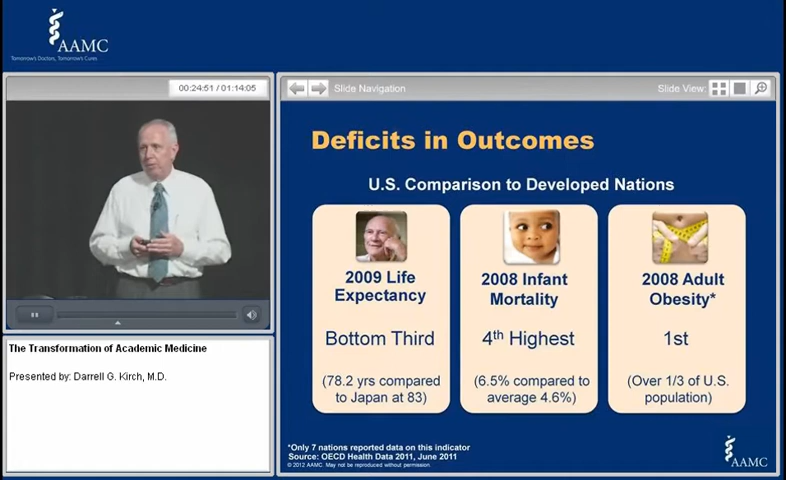 AAMC
Tomorrow's Doctors, Tomorrow's Cures
00:24:51 / 01:14:05
Slide Navigation
Slide View:
Deficits in Outcomes
U.S. Comparison to Developed Nations
2009 Life
Expectancy
Bottom Third
(78.2 yrs compared
to Japan at 83)
2008 Infant
Mortality
4th Highest
(6.5% compared to
average 4.6%)
2008 Adult
Obesity*
1st
(Over 1/3 of U.S.
population)
The Transformation of Academic Medicine
Presented by: Darrell G. Kirch, M.D.
*Only 7 nations reported data on this indicator
Source: OECD Health Data 2011, June 2011
© 2012 AAMC. May not be reproduced without permission.
AAMC